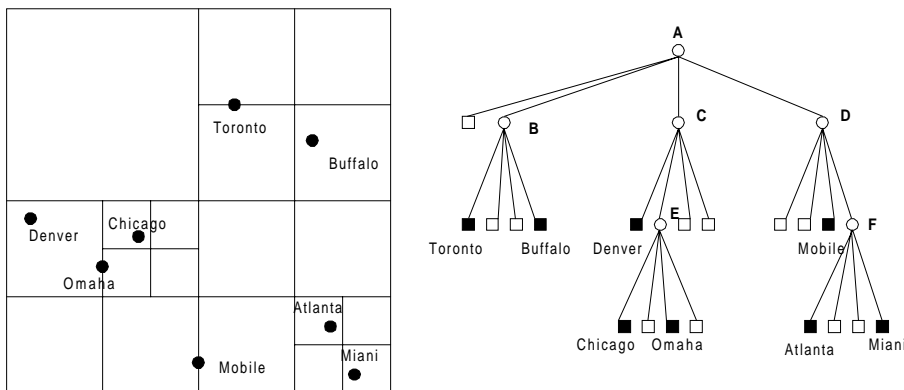 Toronto
Buffalo
Denver
Chicago
Omaha
Atlanta
Miani
Mobile
A
B
C
D
Toronto
Buffalo
Denver
E
Mobile
F
Chicago
Omaha
Atlanta
Miani